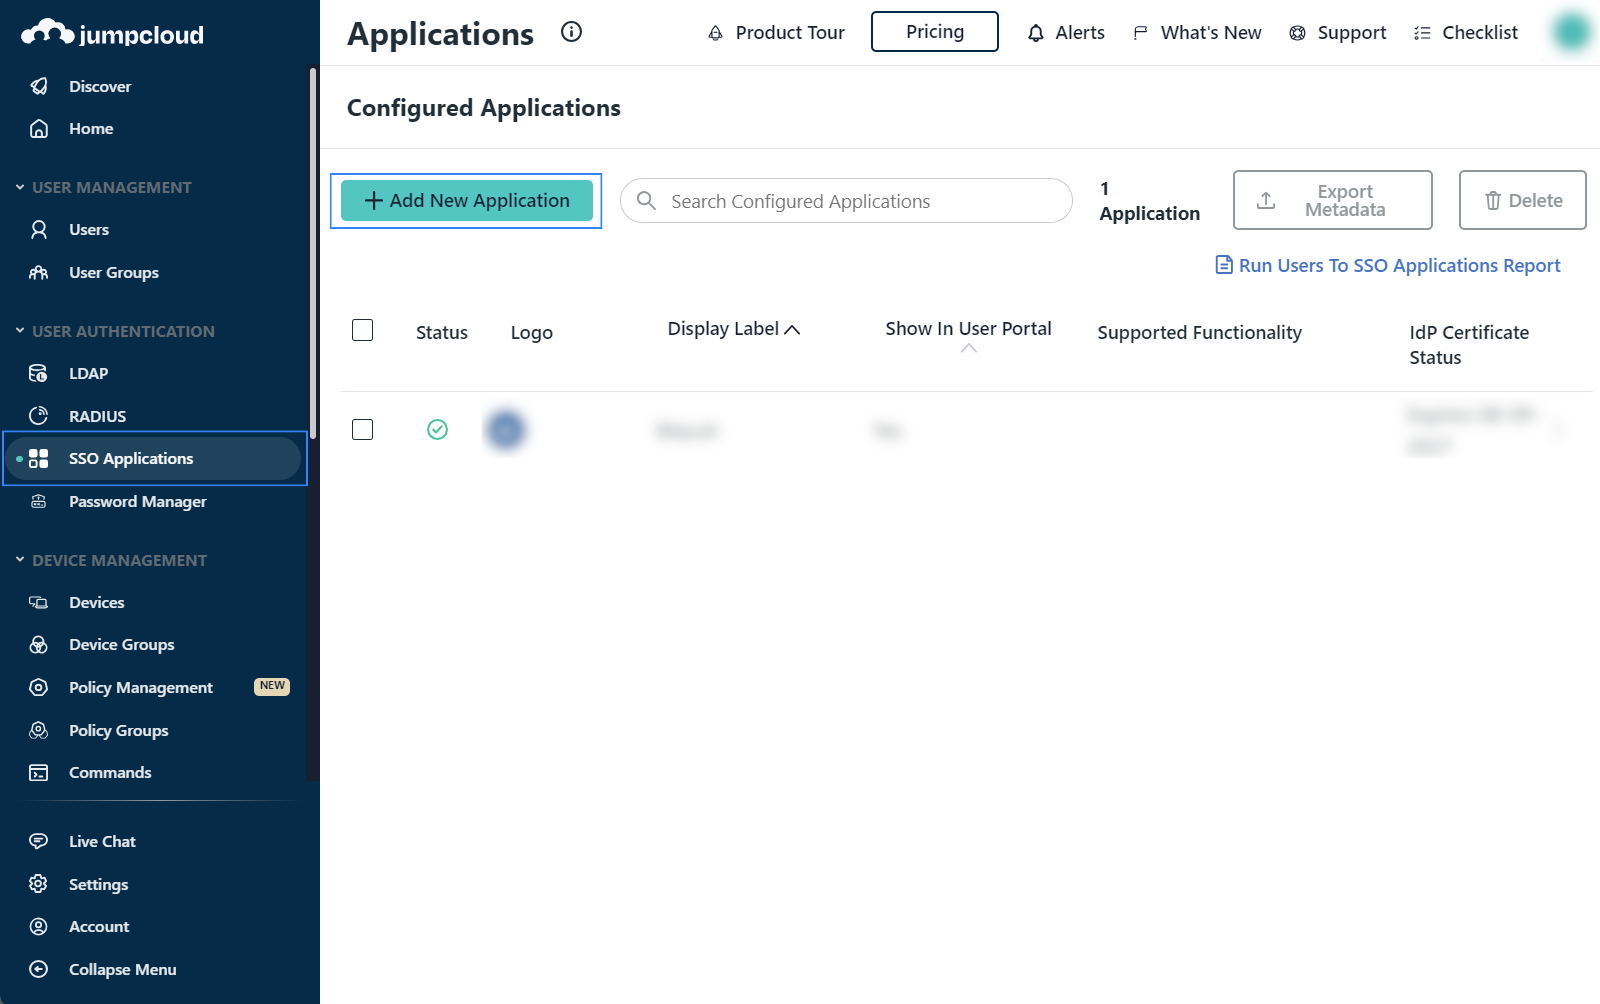 jumpcloud
Discover
Home
USER MANAGEMENT
Users
User Groups
USER AUTHENTICATION
LDAP
RADIUS
SSO Applications
Password Manager
DEVICE MANAGEMENT
Devices
Device Groups
Policy Management NEW
Policy Groups
Commands
Live Chat
Settings
Account
Collapse Menu
Applications
Product Tour
Pricing
Alerts
What's New
Support
Checklist
Configured Applications
Add New Application
Search Configured Applications
1
Application
Export
Metadata
Delete
Run Users To SSO Applications Report
Status
Logo
Display Label
Show In User Portal
Supported Functionality
IdP Certificate
Status